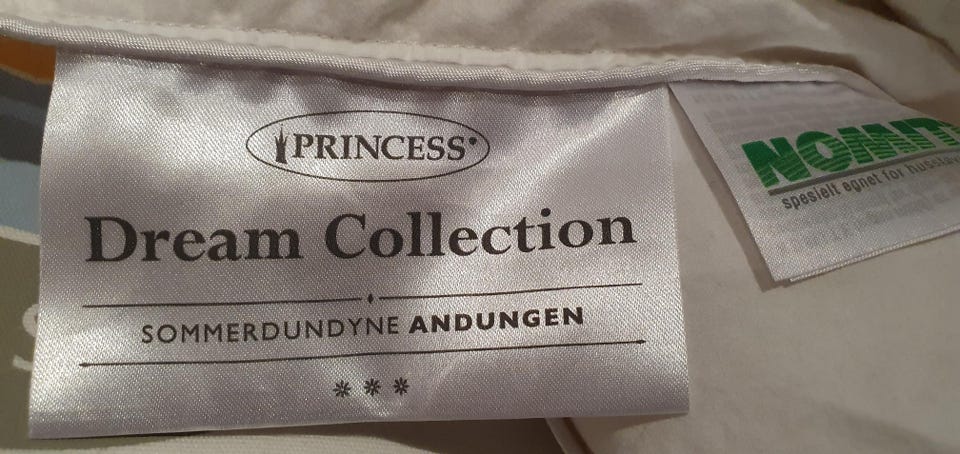 PRINCESS
Dream Collection
SOMMERDUNDYNE ANDUNGEN
***
NOMITE
spesielt egnet for